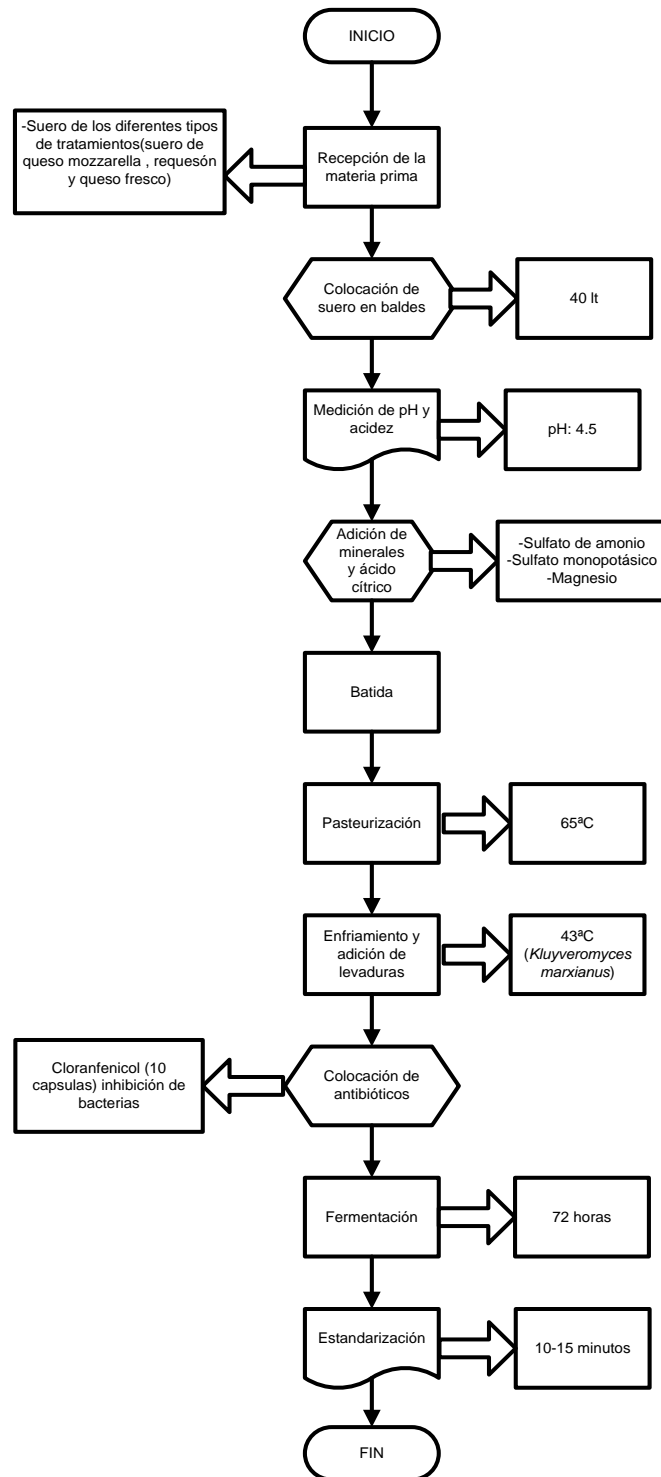 INICIO
-Suero de los diferentes tipos
de tratamientos(suero de
queso mozzarella , requesón
y queso fresco)
Recepción de la
materia prima
Colocación de
suero en baldes
40 lt
Medición de pH y
acidez
pH: 4.5
Adición de
minerales
y ácido
cítrico
-Sulfato de amonio
-Sulfato monopotásico
-Magnesio
Batida
Pasteurización
65ªC
Enfriamiento y
adición de
levaduras
43ªC
(Kluyveromyces
marxianus)
Cloranfenicol (10
capsulas) inhibición de
bacterias
Colocación de
antibióticos
Fermentación
72 horas
Estandarización
10-15 minutos
FIN